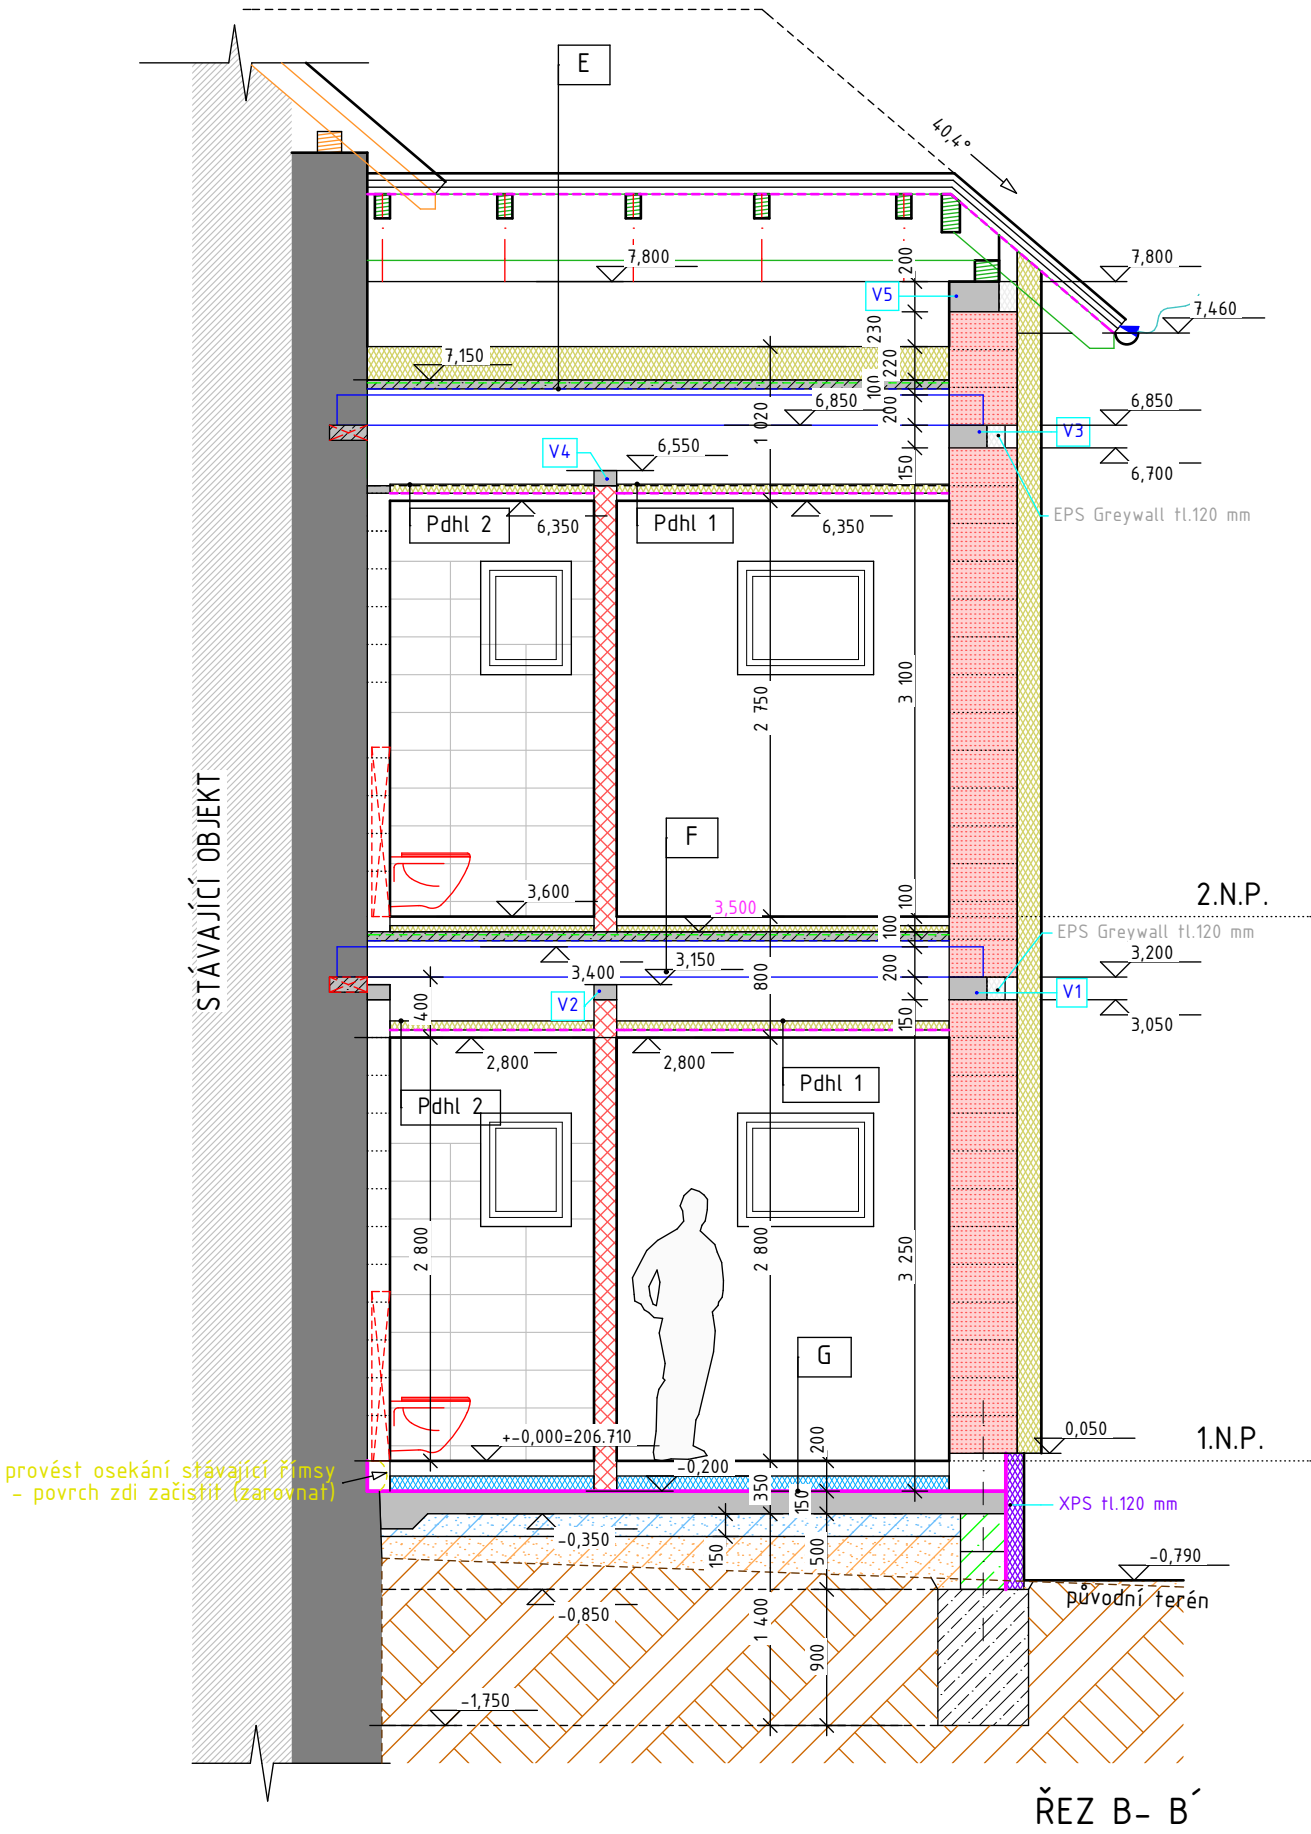 E
40,4°
7,800
200
7,800
V5
7,460
230
7,150
220
100
6,850
200
6,850
1 020
V4
6,550
V3
150
6,700
Pdhl 2
6,350
Pdhl 1
6,350
EPS Greywall tl.120 mm
2 750
3 100
STÁVAJÍCÍ OBJEKT
F
3,600
3,500
100
2.N.P.
100
EPS Greywall tl.120 mm
3,400
3,150
800
200
3,200
400
V2
V1
150
3,050
2,800
2,800
Pdhl 1
Pdhl 2
2 800
2 800
3 250
G
+-0,000=206.710
200
0,050
1.N.P.
provést osekání stávající římsy
- povrch zdi začistit (zarovnat)
-0,200
350
150
XPS tl.120 mm
-0,350
150
500
-0,790
-0,850
původní terén
1 400
900
-1,750
ŘEZ B- B´